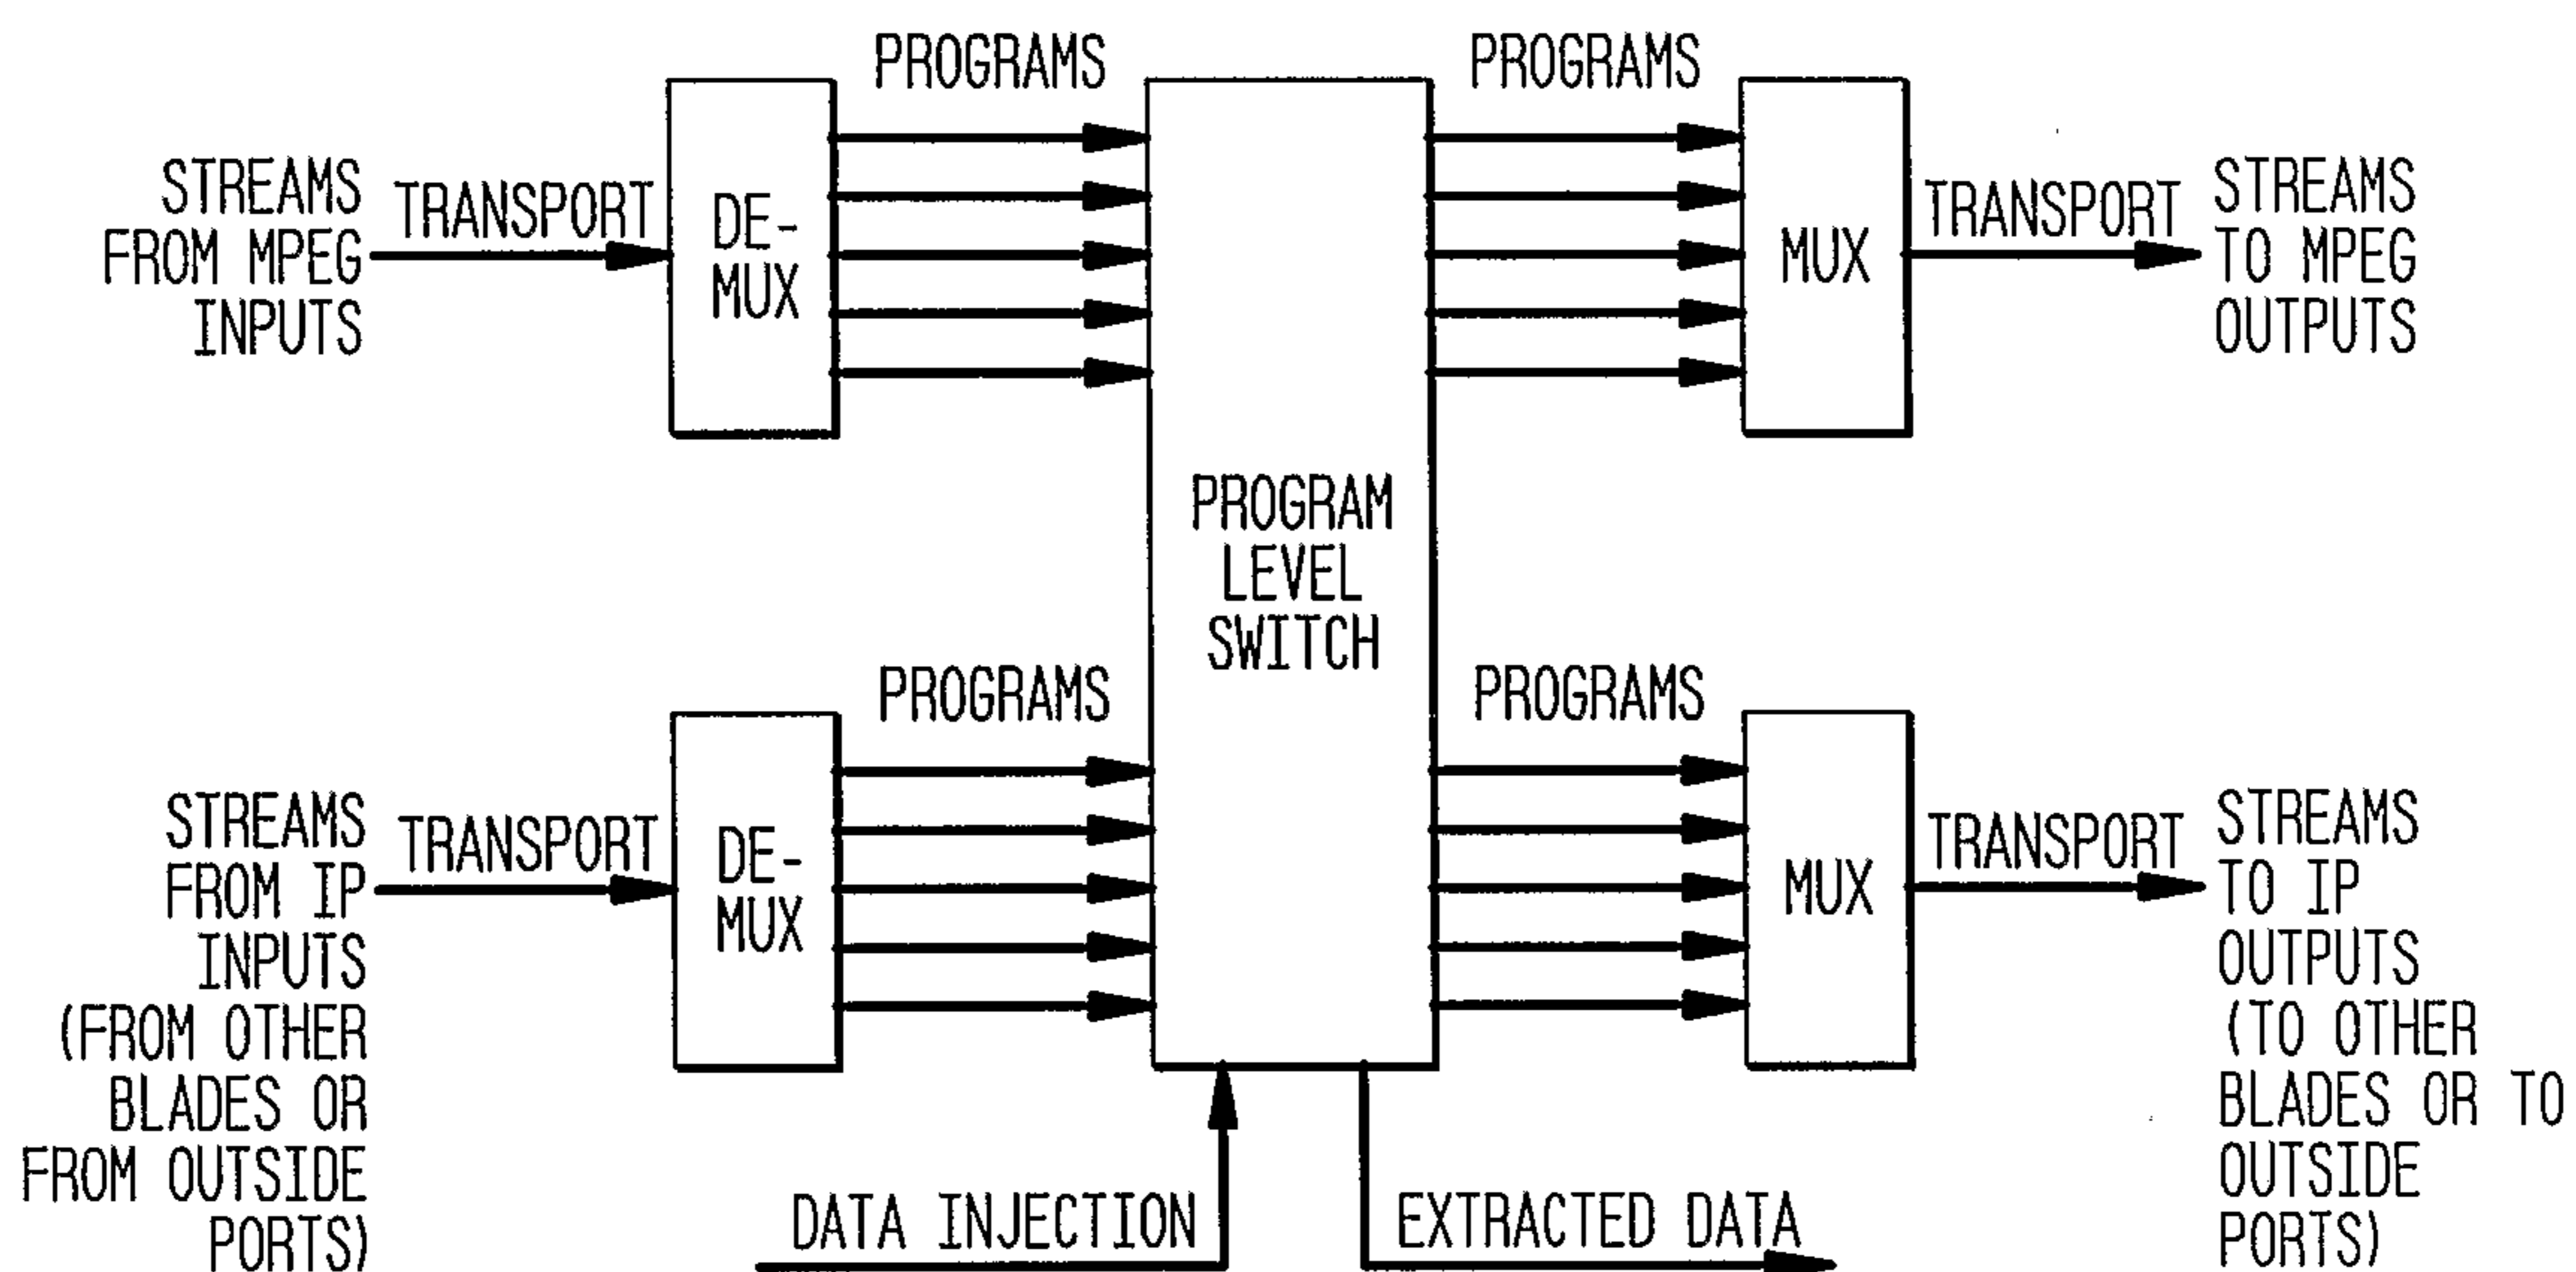 PROGRAMS
PROGRAMS
STREAMS
FROM MPEG
INPUTS
TRANSPORT
DE-
MUX
MUX
TRANSPORT
STREAMS
TO MPEG
OUTPUTS
PROGRAM
LEVEL
SWITCH
PROGRAMS
PROGRAMS
STREAMS
FROM IP
INPUTS
(FROM OTHER
BLADES OR
FROM OUTSIDE
PORTS)
TRANSPORT
DE-
MUX
MUX
TRANSPORT
STREAMS
TO IP
OUTPUTS
(TO OTHER
BLADES OR TO
OUTSIDE
PORTS)
DATA INJECTION
EXTRACTED DATA